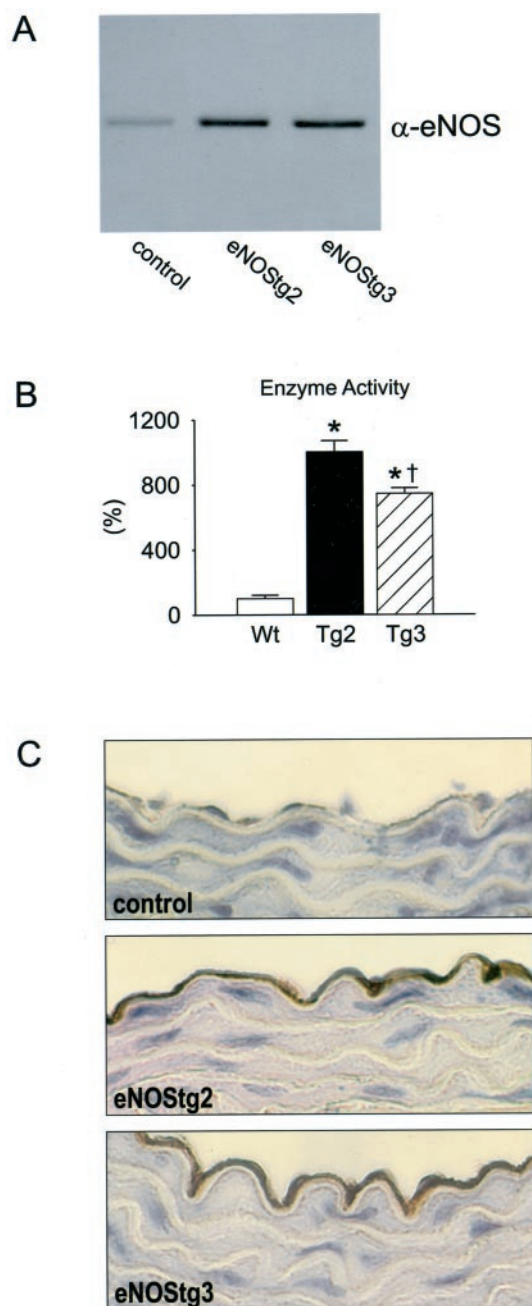 A
α-eNOS
control
eNOStg2
eNOStg3
B
Enzyme Activity
1200
800
400
0
(%)
*
* †
Wt
Tg2
Tg3
C
control
eNOStg2
eNOStg3